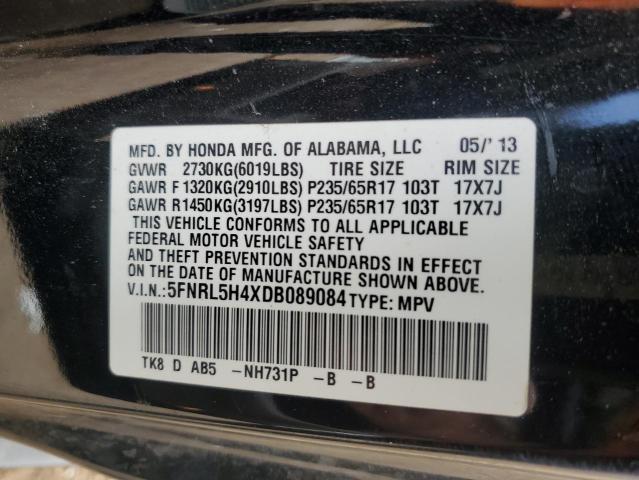 MFD. BY HONDA MFG. OF ALABAMA, LLC 05/'13
GVWR 2730KG(6019LBS) TIRE SIZE RIM SIZE
GAWR F1320KG(2910LBS) P235/65R17 103T 17X7J
GAWR R1450KG(3197LBS) P235/65R17 103T 17X7J
THIS VEHICLE CONFORMS TO ALL APPLICABLE
FEDERAL MOTOR VEHICLE SAFETY
AND THEFT PREVENTION STANDARDS IN EFFECT
ON THE DATE OF MANUFACTURE SHOWN ABOVE.
V.I.N.:5FNRL5H4XDB089084 TYPE: MPV
TK8 D AB5 -NH731P -B -B